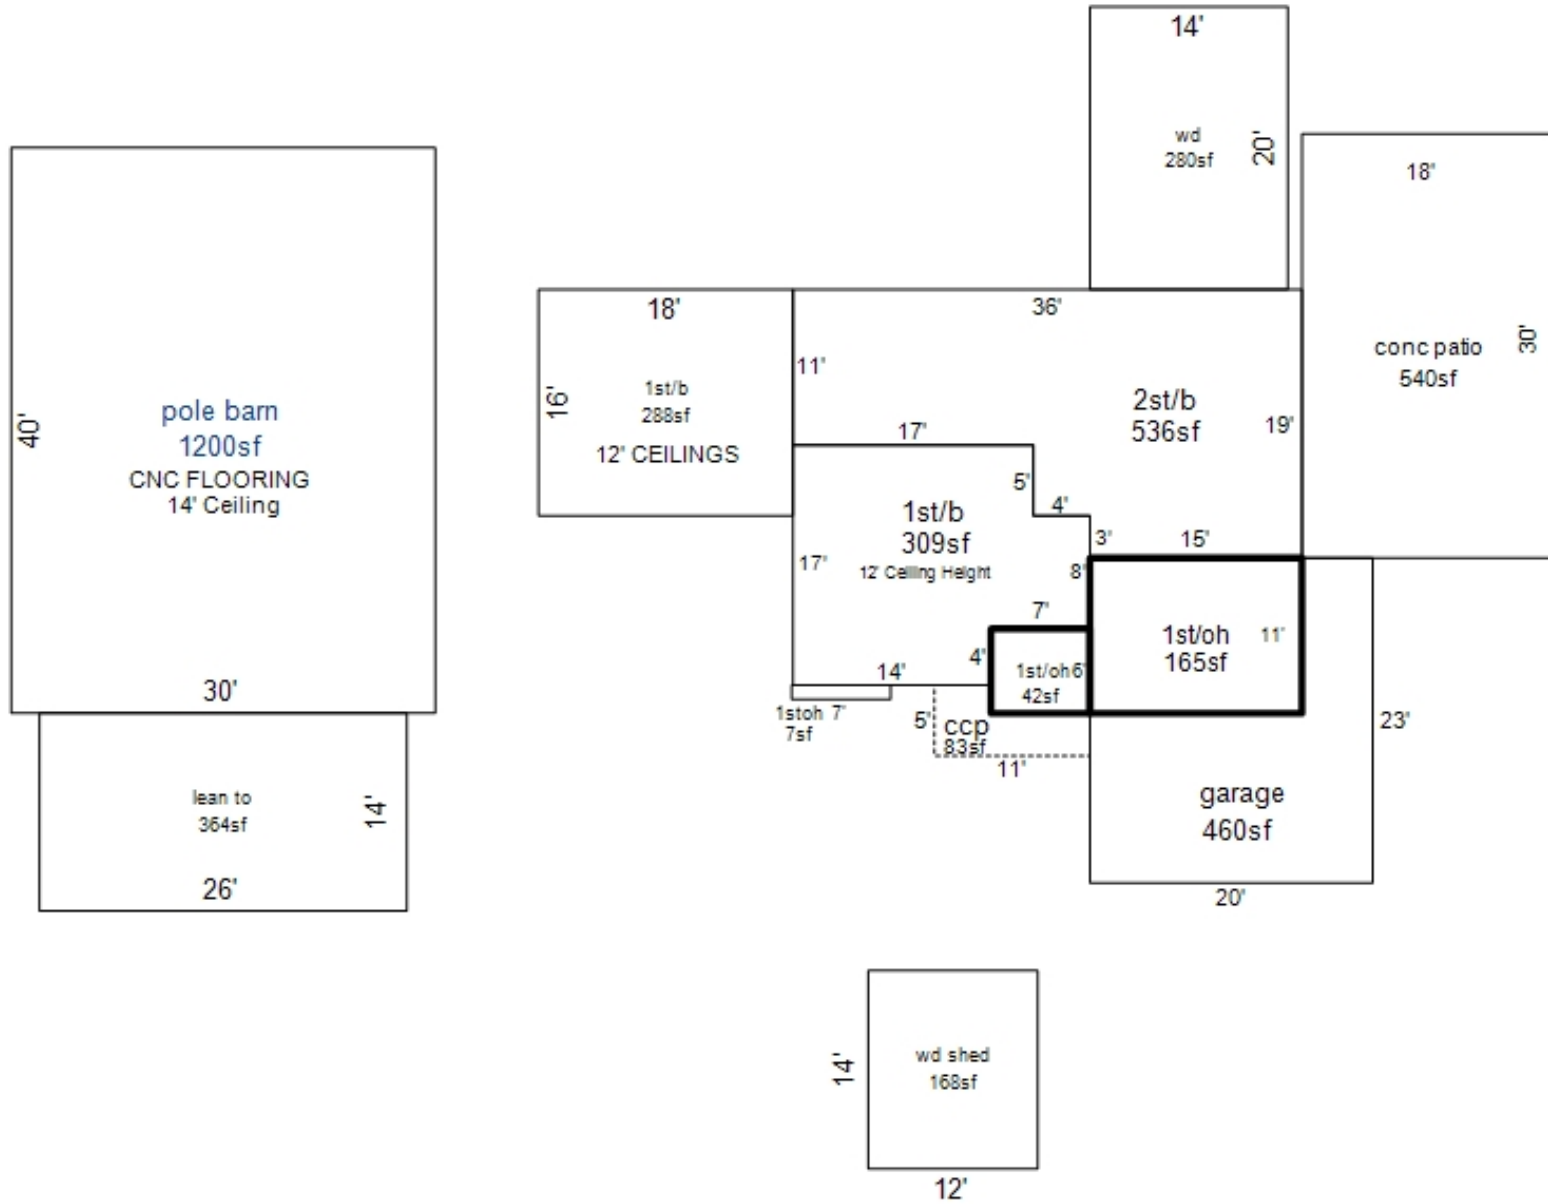 14'
wd
280sf
20'
18'
conc patio
540sf
30'
40'
pole barn
1200sf
CNC FLOORING
14' Ceiling
30'
lean to
364sf
14'
26'
18'
16'
1st/b
288sf
12' CEILINGS
36'
11'
17'
2st/b
536sf
19'
5'
4'
3'
15'
1st/b
309sf
12' Ceiling Height
17'
8'
7'
4'
14'
1st/oh 6'
42sf
1st/oh
165sf
11'
1stoh 7'
7sf
5'
ccp
83sf
11'
23'
garage
460sf
20'
14'
wd shed
168sf
12'